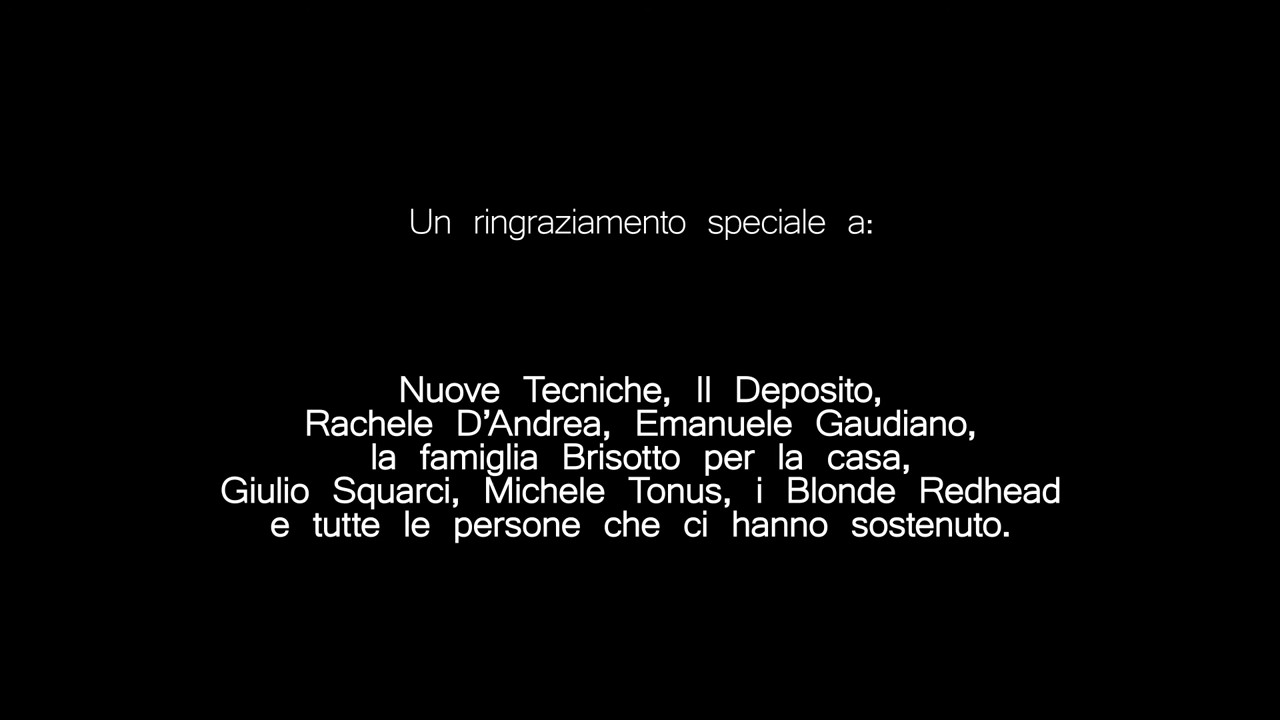 Un ringraziamento speciale a:
Nuove Tecniche, Il Deposito,
Rachele D’Andrea, Emanuele Gaudiano,
la famiglia Brisotto per la casa,
Giulio Squarci, Michele Tonus, i Blonde Redhead
e tutte le persone che ci hanno sostenuto.